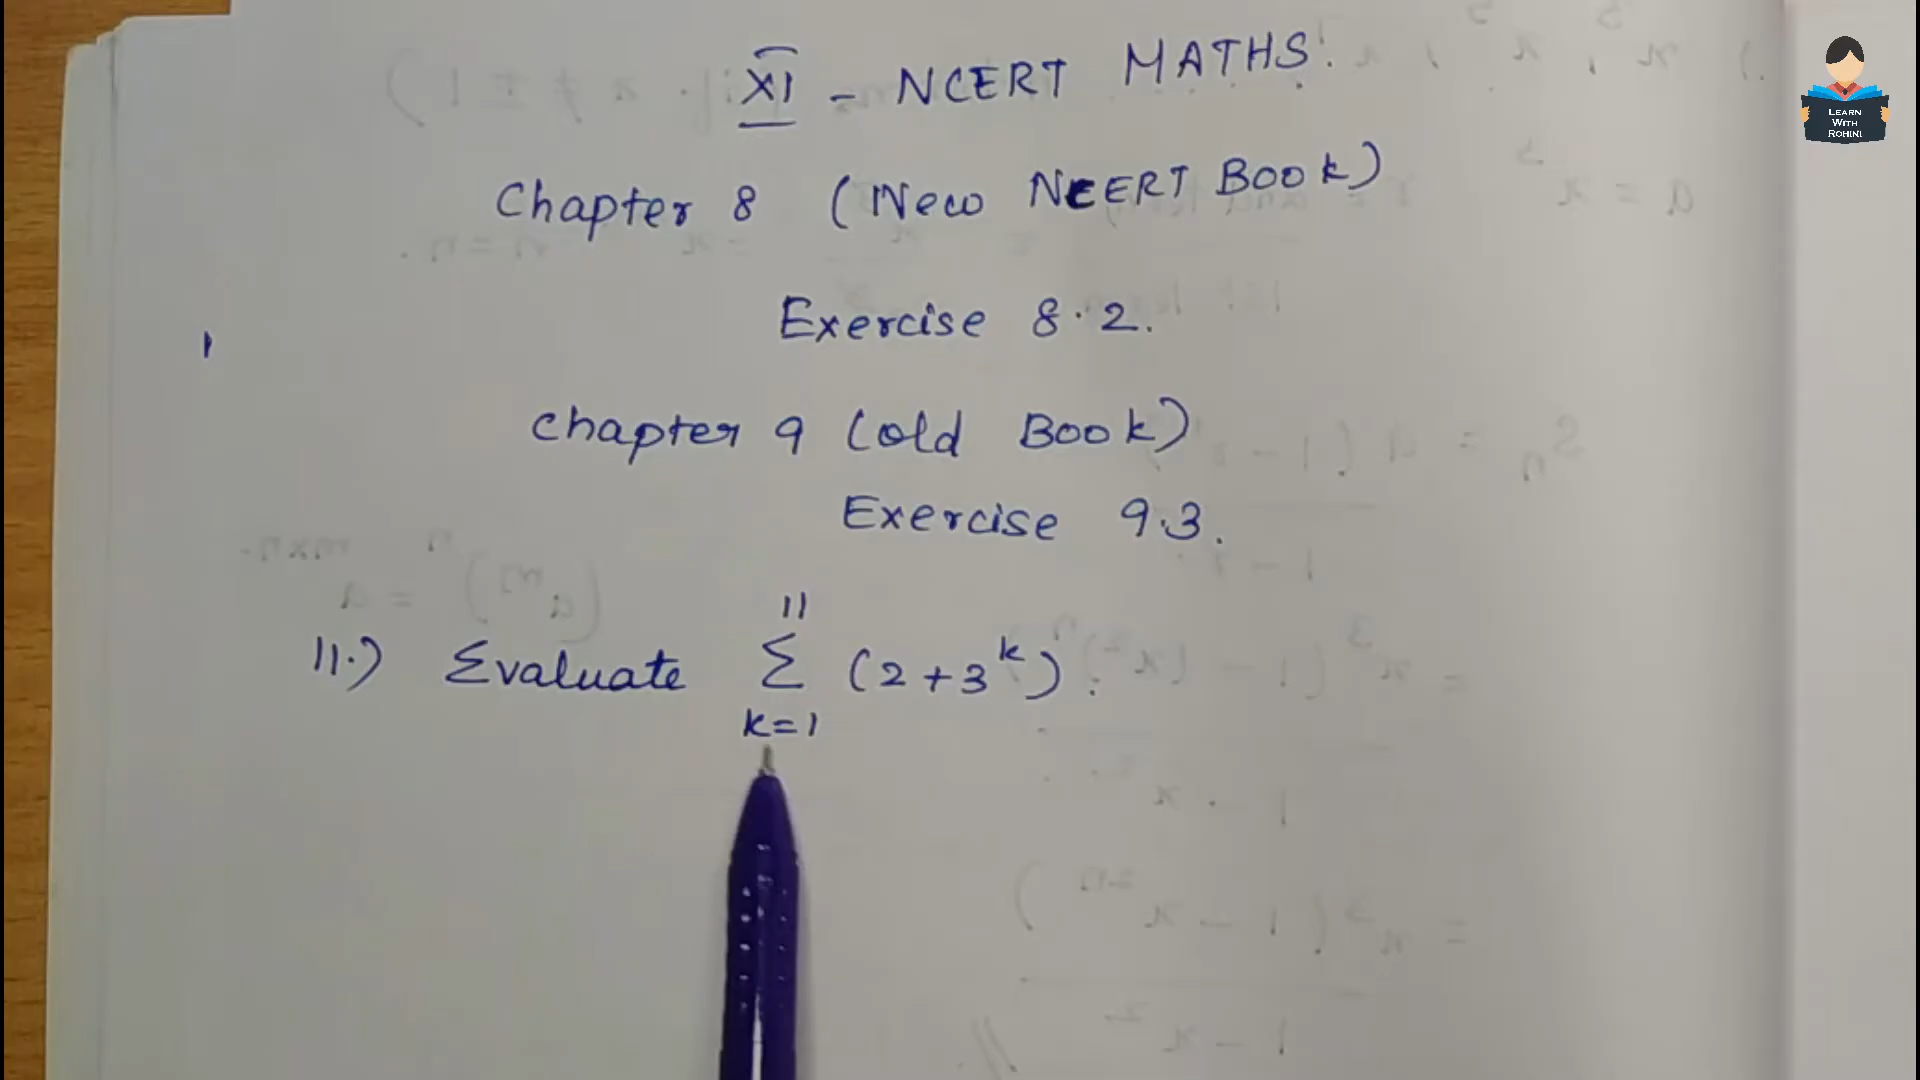 XI - NCERT MATHS.
Chapter 8 (New NCERT Book)
Exercise 8.2.
Chapter 9 (old Book)
Exercise 9.3.
11.) Evaluate 11 Σ k=1 (2+3^k).
LEARN
WITH
ROHINI